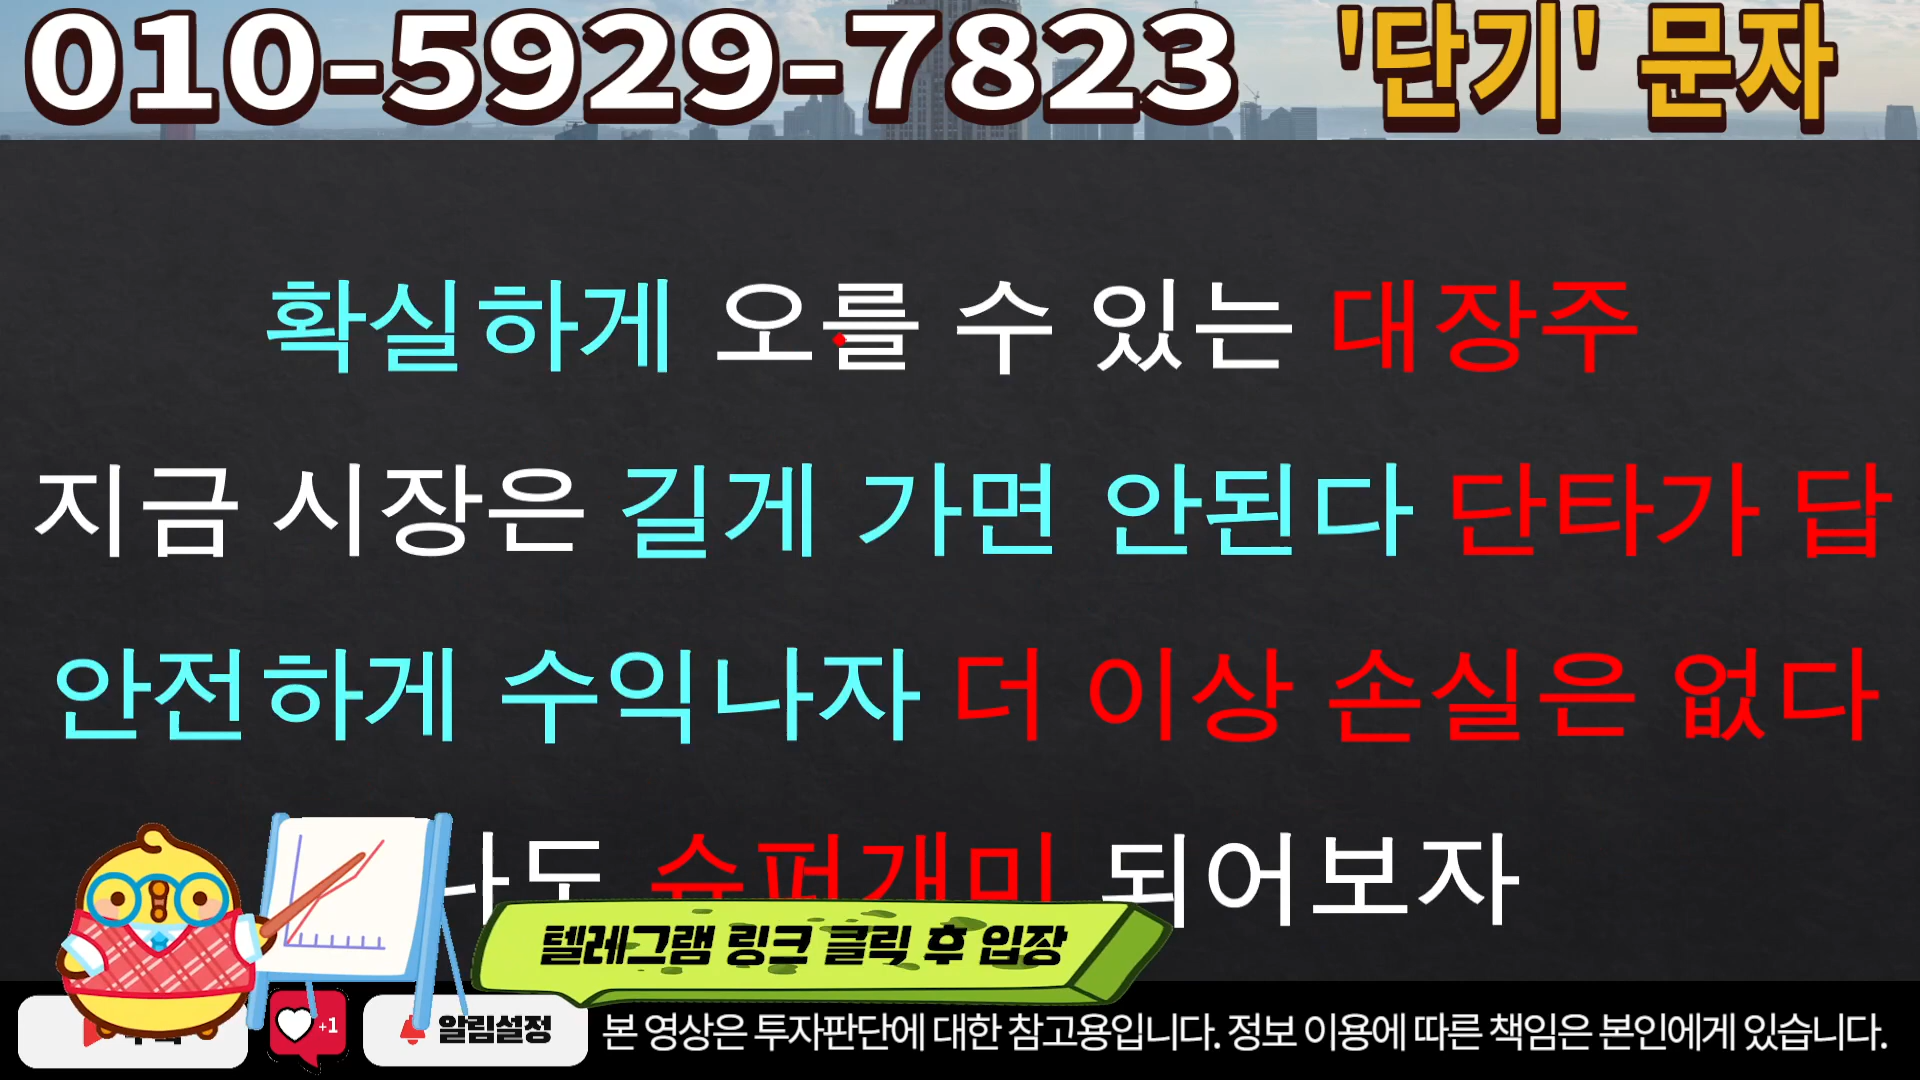 010-5929-7823 '단기' 문자
확실하게 오를 수 있는 대장주
지금 시장은 길게 가면 안된다 단타가 답
안전하게 수익나자 더 이상 손실은 없다
슈퍼개미 되어보자
텔레그램 링크 클릭 후 입장
+1
알림설정
본 영상은 투자판단에 대한 참고용입니다. 정보 이용에 따른 책임은 본인에게 있습니다.